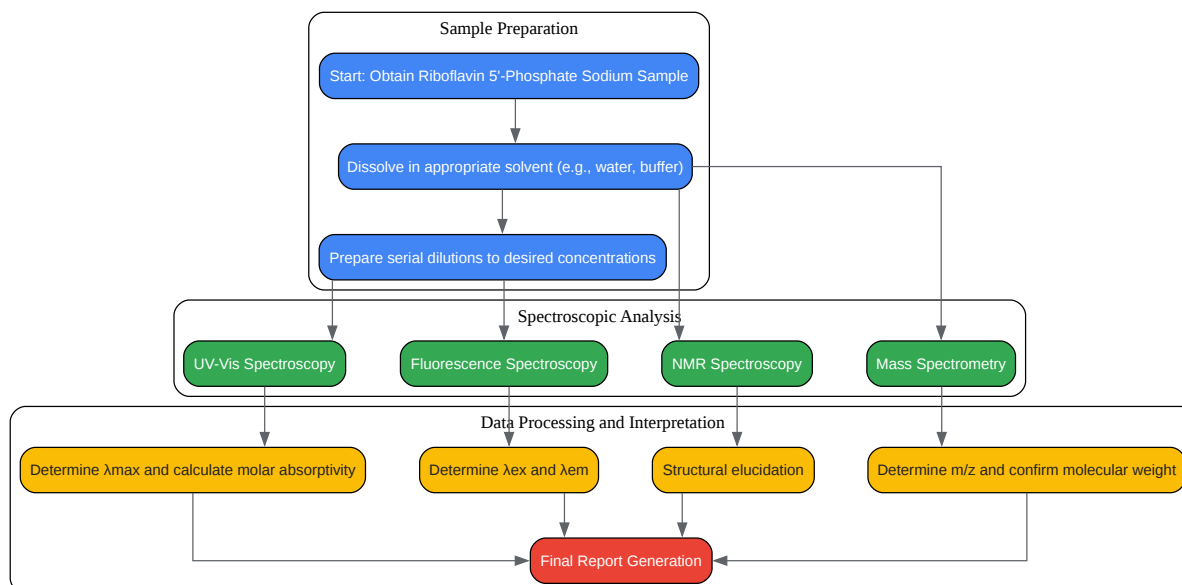 Sample Preparation
Start: Obtain Riboflavin 5'-Phosphate Sodium Sample
Dissolve in appropriate solvent (e.g., water, buffer)
Prepare serial dilutions to desired concentrations
Spectroscopic Analysis
UV-Vis Spectroscopy
Fluorescence Spectroscopy
NMR Spectroscopy
Mass Spectrometry
Data Processing and Interpretation
Determine λmax and calculate molar absorptivity
Determine λex and λem
Structural elucidation
Determine m/z and confirm molecular weight
Final Report Generation